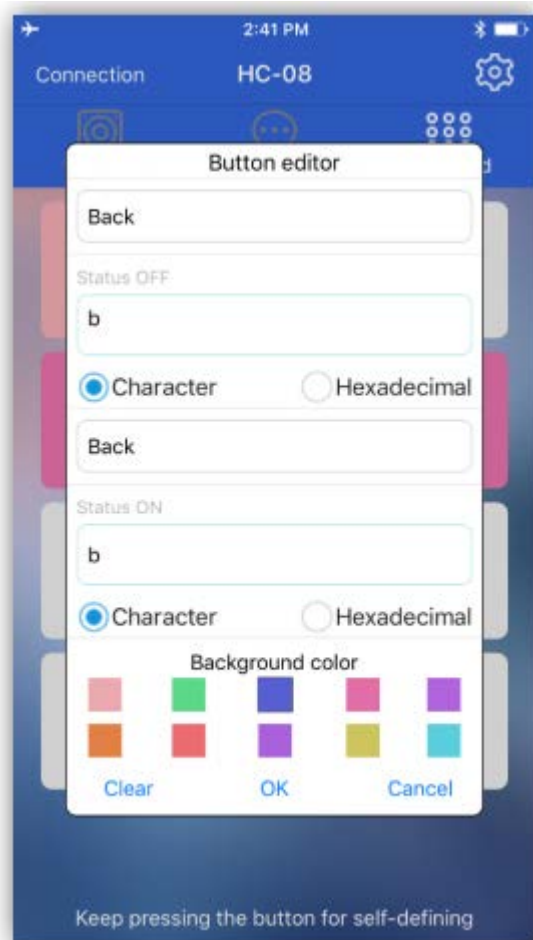 2:41 PM
Connection HC-08
Button editor
Back
Status OFF
b
Character Hexadecimal
Back
Status ON
b
Character Hexadecimal
Background color
Clear OK Cancel
Keep pressing the button for self-defining